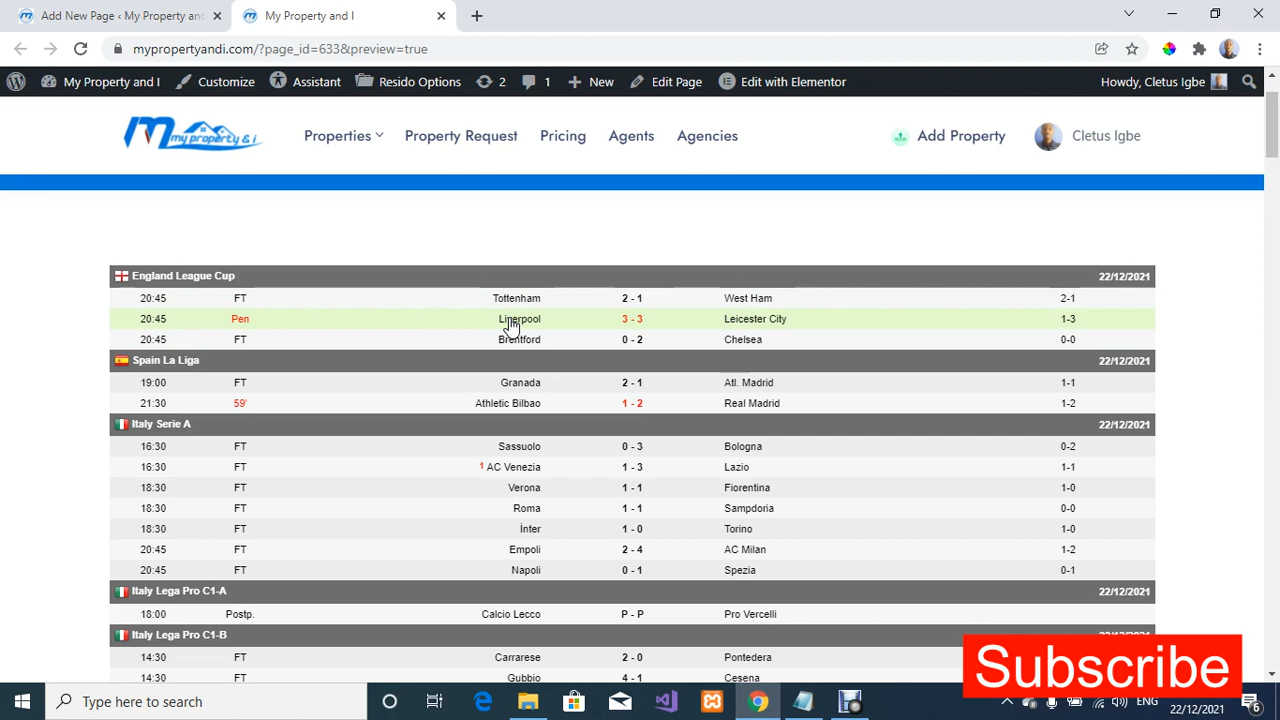 Add New Page ‹ My Property and
My Property and I
mypropertyandi.com/?page_id=633&preview=true
My Property and I Customize Assistant Resido Options 2 1 New Edit Page Edit with Elementor Howdy, Cletus Igbe
my property & i Properties Property Request Pricing Agents Agencies Add Property Cletus Igbe
England League Cup 22/12/2021
20:45 FT Tottenham 2 - 1 West Ham 2-1
20:45 Pen Liverpool 3 - 3 Leicester City 1-3
20:45 FT Brentford 0 - 2 Chelsea 0-0
Spain La Liga 22/12/2021
19:00 FT Granada 2 - 1 Atl. Madrid 1-1
21:30 59' Athletic Bilbao 1 - 2 Real Madrid 1-2
Italy Serie A 22/12/2021
16:30 FT Sassuolo 0 - 3 Bologna 0-2
16:30 FT 1 AC Venezia 1 - 3 Lazio 1-1
18:30 FT Verona 1 - 1 Fiorentina 1-0
18:30 FT Roma 1 - 1 Sampdoria 0-0
18:30 FT İnter 1 - 0 Torino 1-0
20:45 FT Empoli 2 - 4 AC Milan 1-2
20:45 FT Napoli 0 - 1 Spezia 0-1
Italy Lega Pro C1-A 22/12/2021
18:00 Postp. Calcio Lecco P - P Pro Vercelli
Italy Lega Pro C1-B
14:30 FT Carrarese 2 - 0 Pontedera
14:30 FT Gubbio 4 - 1 Cesena
Subscribe
Type here to search
ENG
22/12/2021
6